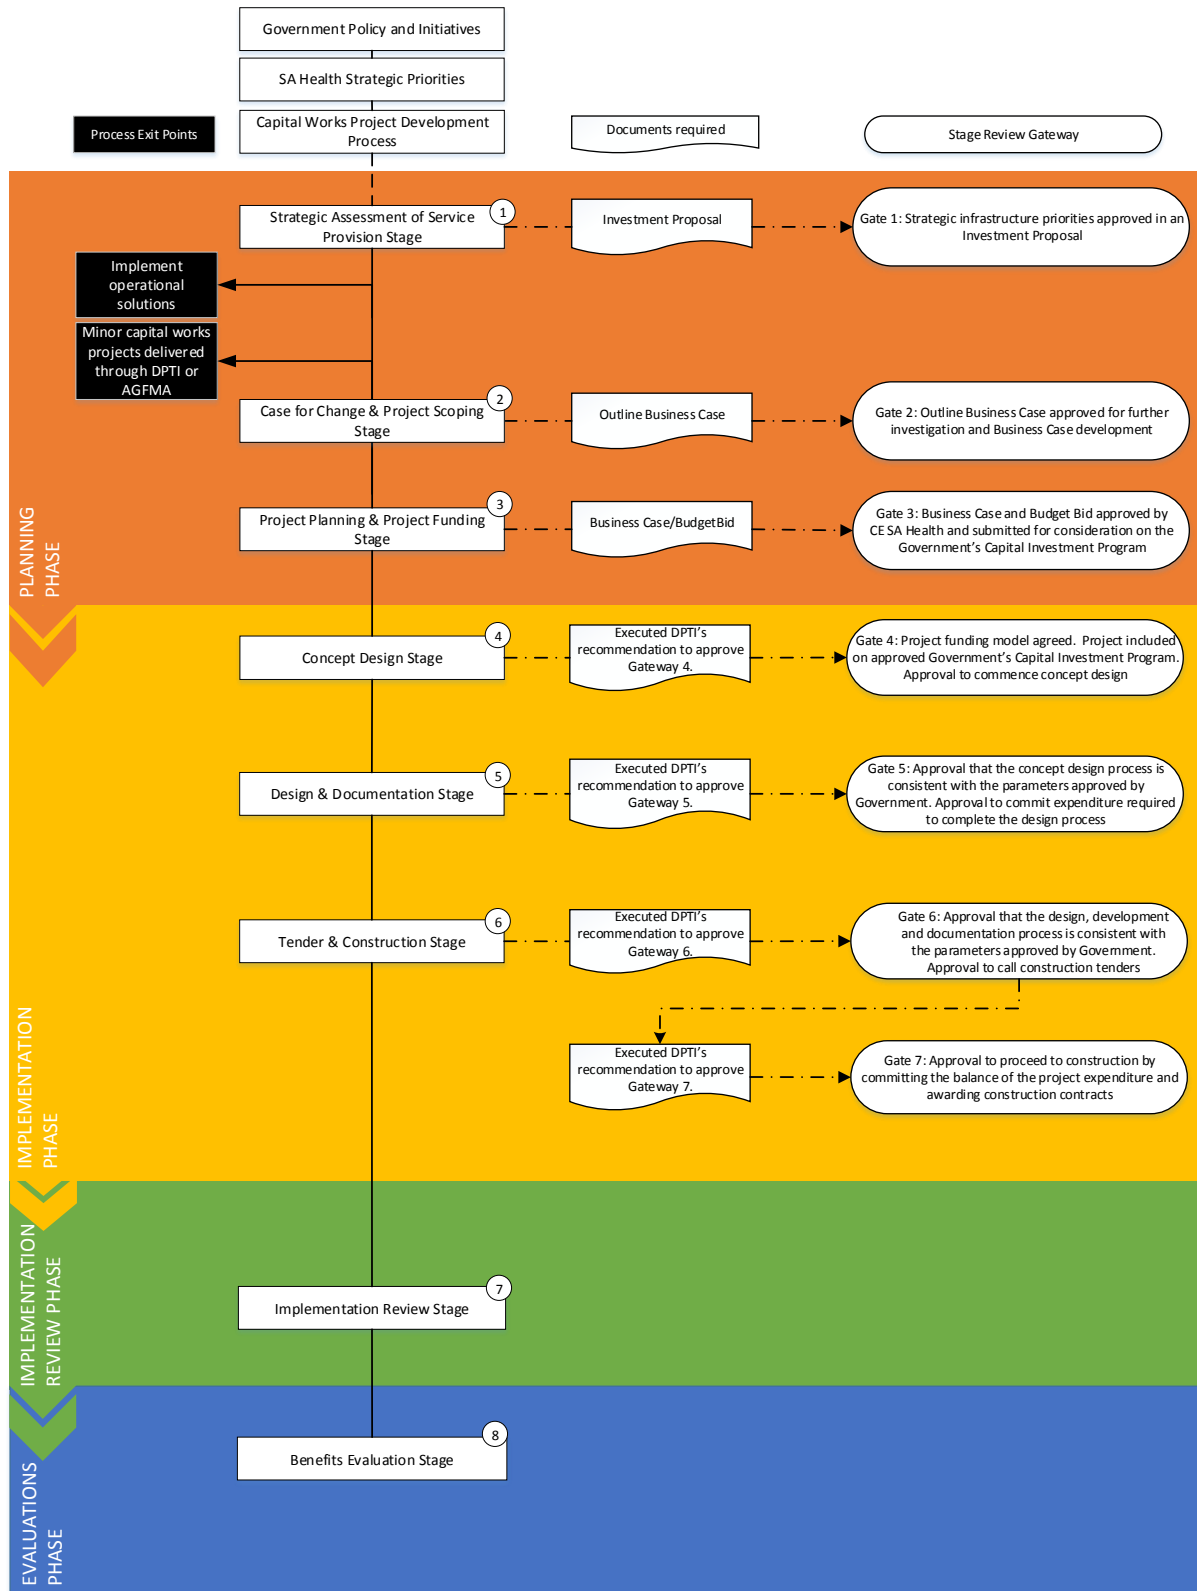 Government Policy and Initiatives
SA Health Strategic Priorities
Process Exit Points
Capital Works Project Development
Process
Documents required
Stage Review Gateway
Strategic Assessment of Service
Provision Stage
1
Investment Proposal
Gate 1: Strategic infrastructure priorities approved in an
Investment Proposal
Implement
operational
solutions
Minor capital works
projects delivered
through DPTI or
AGFMA
Case for Change & Project Scoping
Stage
2
Outline Business Case
Gate 2: Outline Business Case approved for further
investigation and Business Case development
PLANNING
PHASE
Project Planning & Project Funding
Stage
3
Business Case/Budget Bid
Gate 3: Business Case and Budget Bid approved by
CE SA Health and submitted for consideration on the
Government's Capital Investment Program
Concept Design Stage
4
Executed DPTI's
recommendation to approve
Gateway 4.
Gate 4: Project funding model agreed. Project included
on approved Government's Capital Investment Program.
Approval to commence concept design
Design & Documentation Stage
5
Executed DPTI's
recommendation to approve
Gateway 5.
Gate 5: Approval that the concept design process is
consistent with the parameters approved by
Government. Approval to commit expenditure required
to complete the design process
Tender & Construction Stage
6
Executed DPTI's
recommendation to approve
Gateway 6.
Gate 6: Approval that the design, development
and documentation process is consistent with
the parameters approved by Government.
Approval to call construction tenders
IMPLEMENTATION
PHASE
Executed DPTI's
recommendation to approve
Gateway 7.
Gate 7: Approval to proceed to construction by
committing the balance of the project expenditure and
awarding construction contracts
IMPLEMENTATION
REVIEW PHASE
Implementation Review Stage
7
Benefits Evaluation Stage
8
EVALUATIONS
PHASE